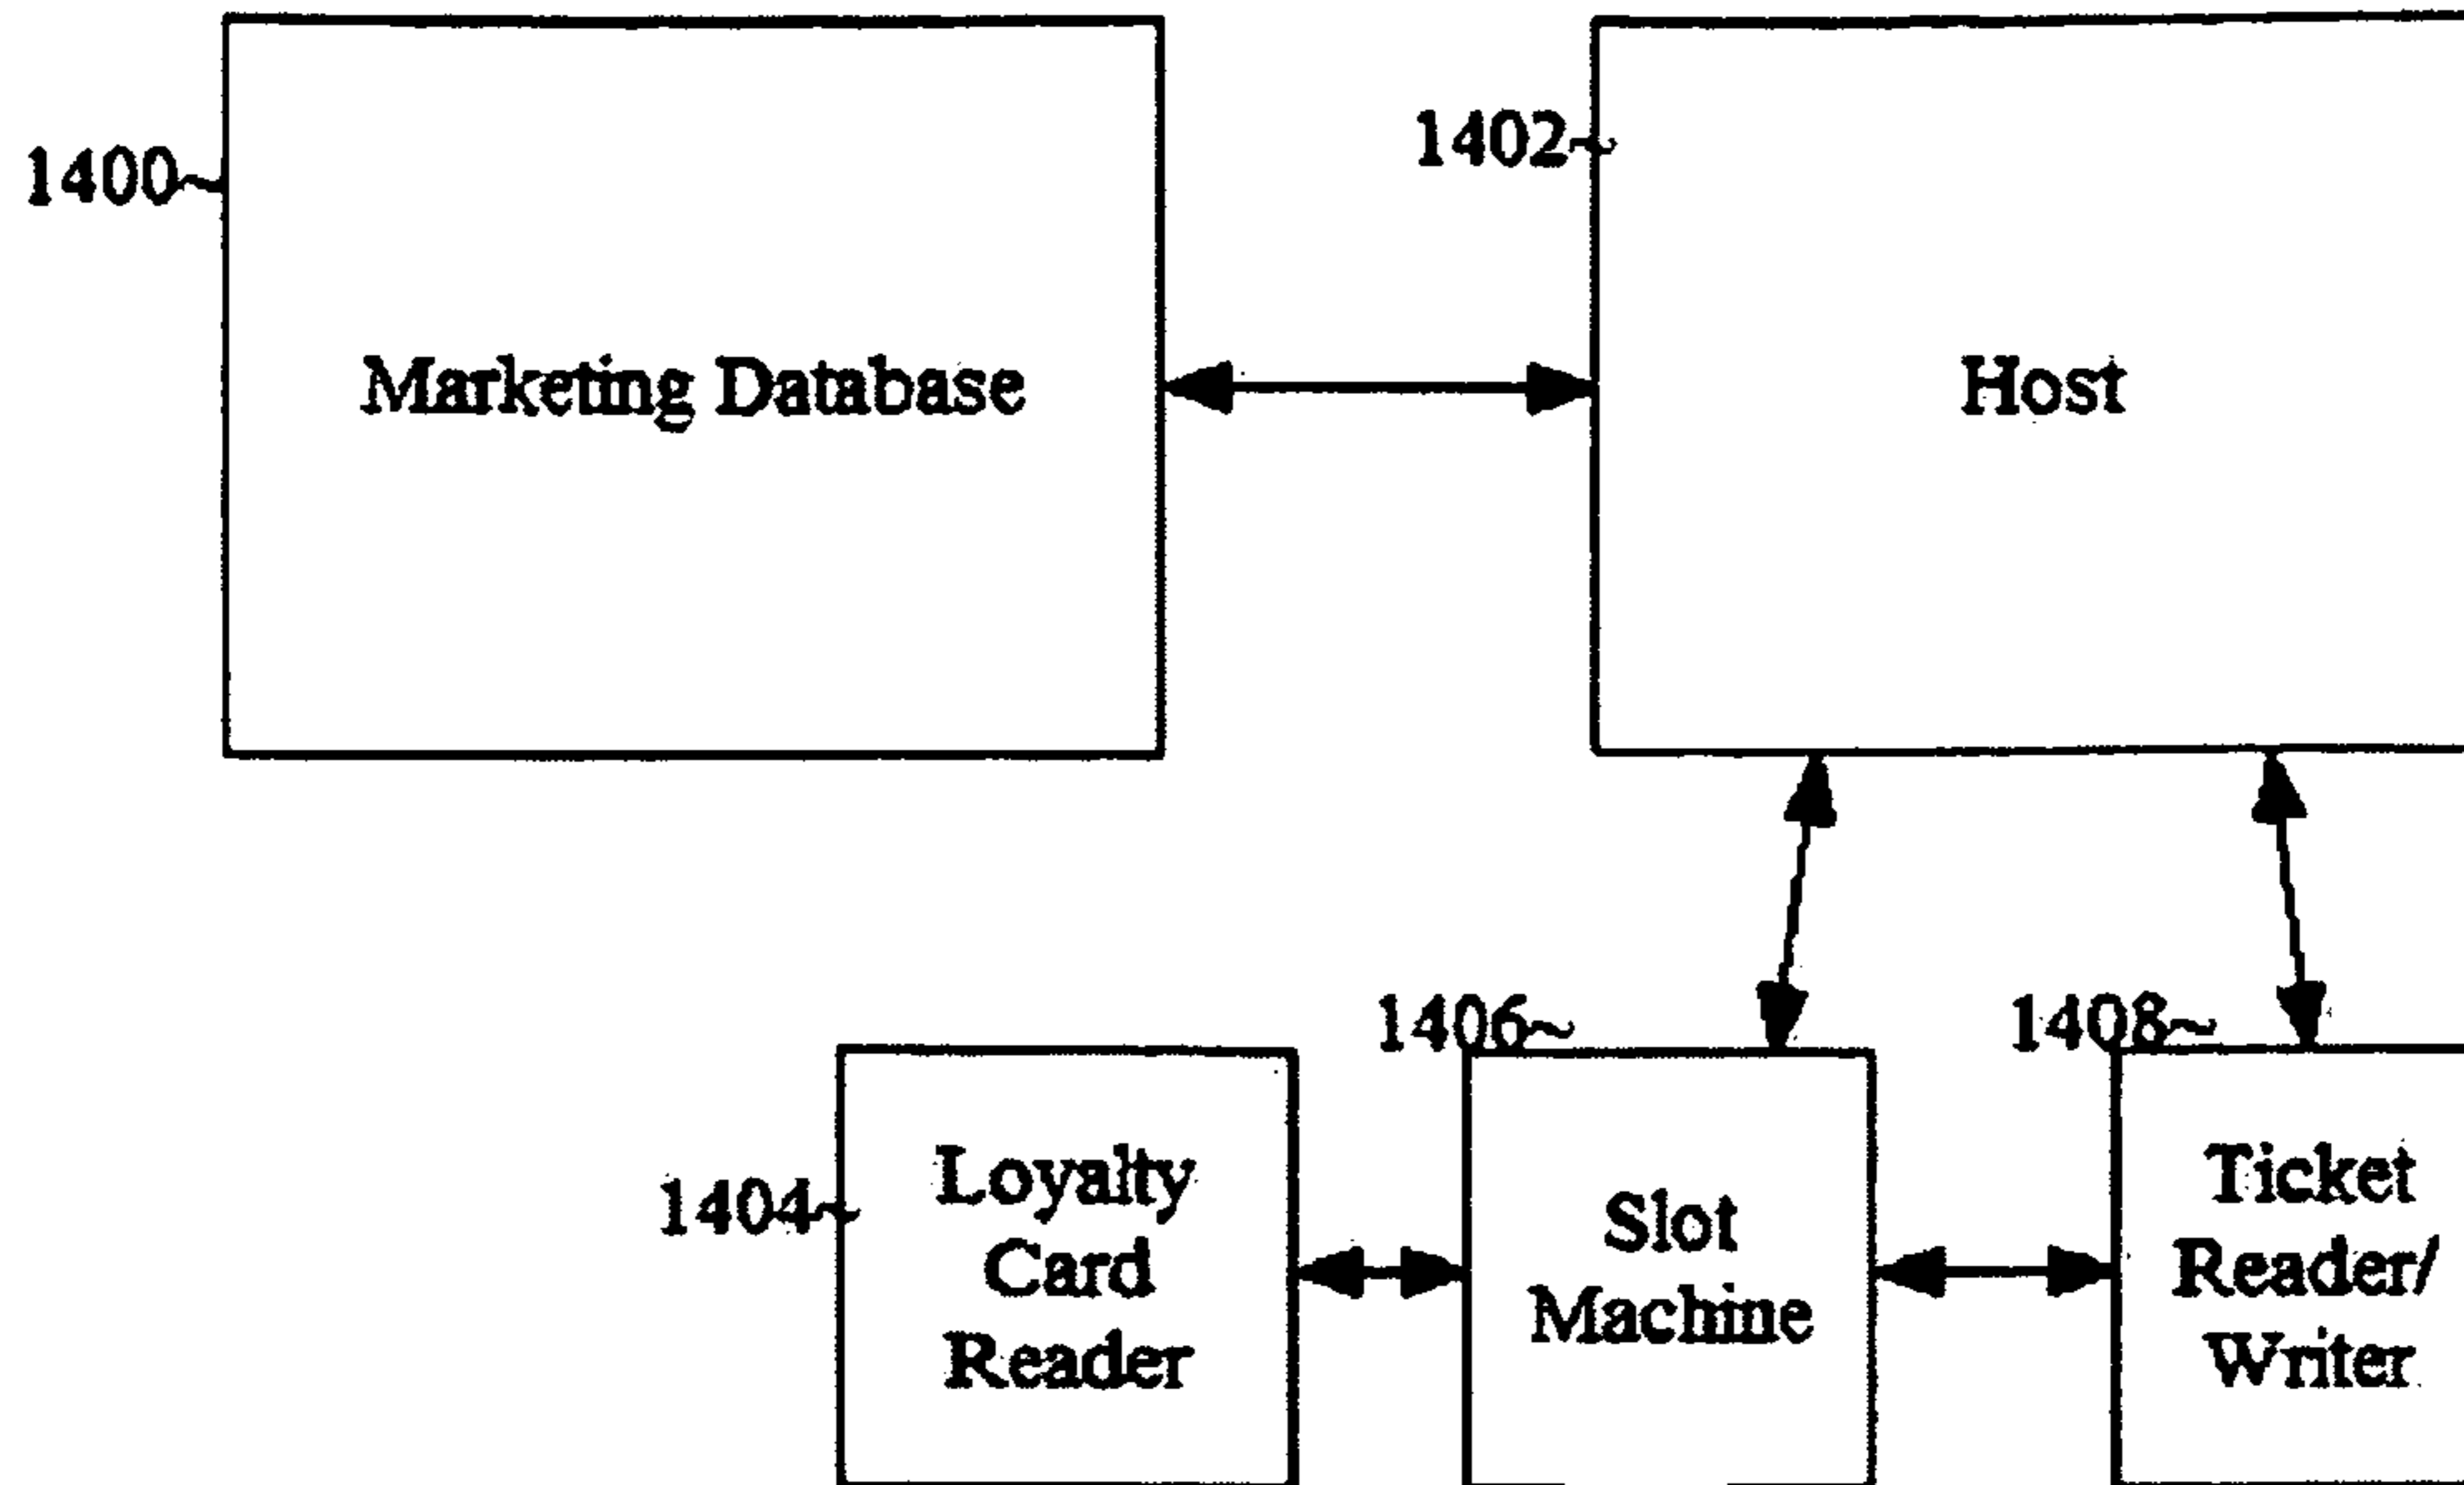 1400~
Marketing Database
1402~
Host
1404~
Loyalty
Card
Reader
1406~
Slot
Machine
1408~
Ticket
Reader/
Writer